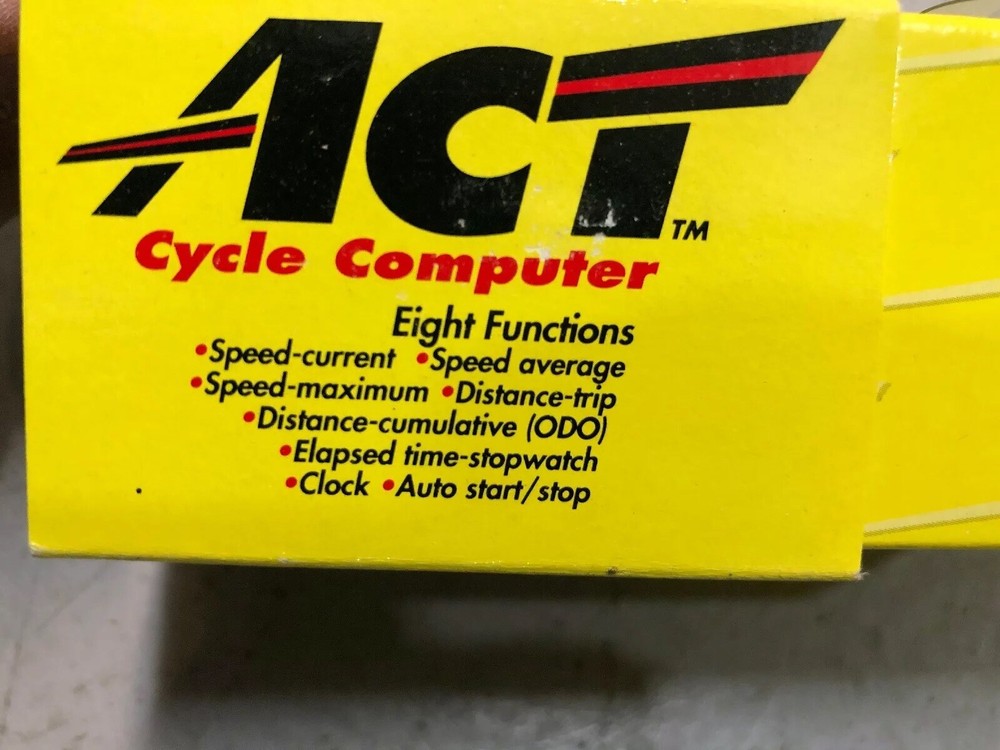 ACT™
Cycle Computer
Eight Functions
•Speed-current •Speed average
•Speed-maximum •Distance-trip
•Distance-cumulative (ODO)
•Elapsed time-stopwatch
•Clock •Auto start/stop